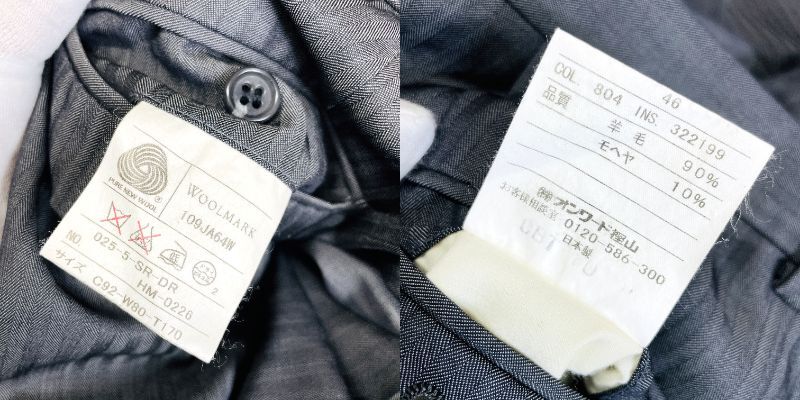 PURE NEW WOOL
WOOLMARK
109JA64W
低
2
NO. 025-5-SR-DR
HM-0226
サイズ C92-W80-T170
46
COL. 804 INS 322199
品質 羊毛 90%
モヘヤ 10%
㈱オンワード樫山
お客様相談室 0120-586-300
日本製